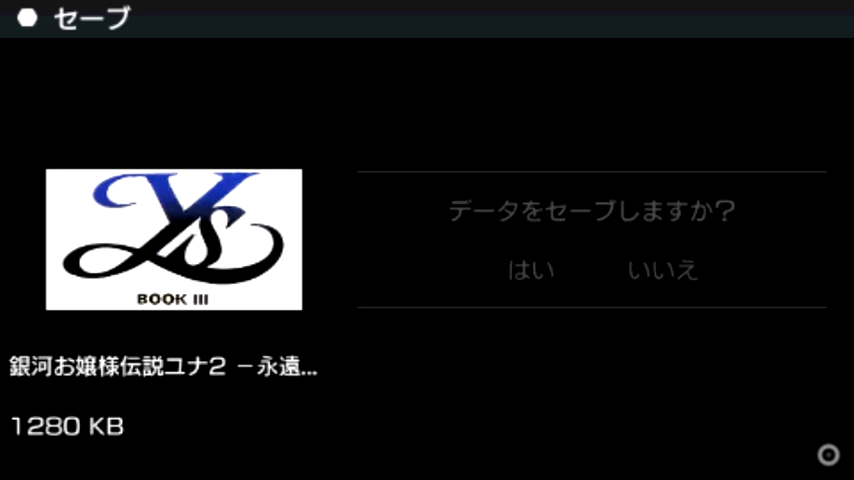 セーブ
Ys
BOOK III
データをセーブしますか？
はい いいえ
銀河お嬢様伝説ユナ2 －永遠...
1280 KB